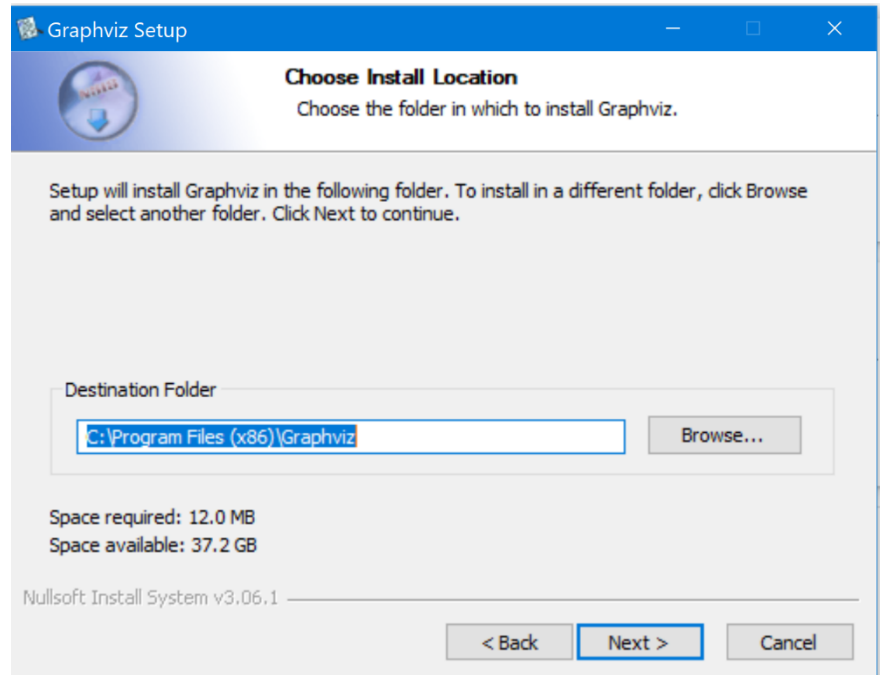 Graphviz Setup
Choose Install Location
Choose the folder in which to install Graphviz.
Setup will install Graphviz in the following folder. To install in a different folder, click Browse
and select another folder. Click Next to continue.
Destination Folder
C:\Program Files (x86)\Graphviz
Browse...
Space required: 12.0 MB
Space available: 37.2 GB
Nullsoft Install System v3.06.1
< Back
Next >
Cancel